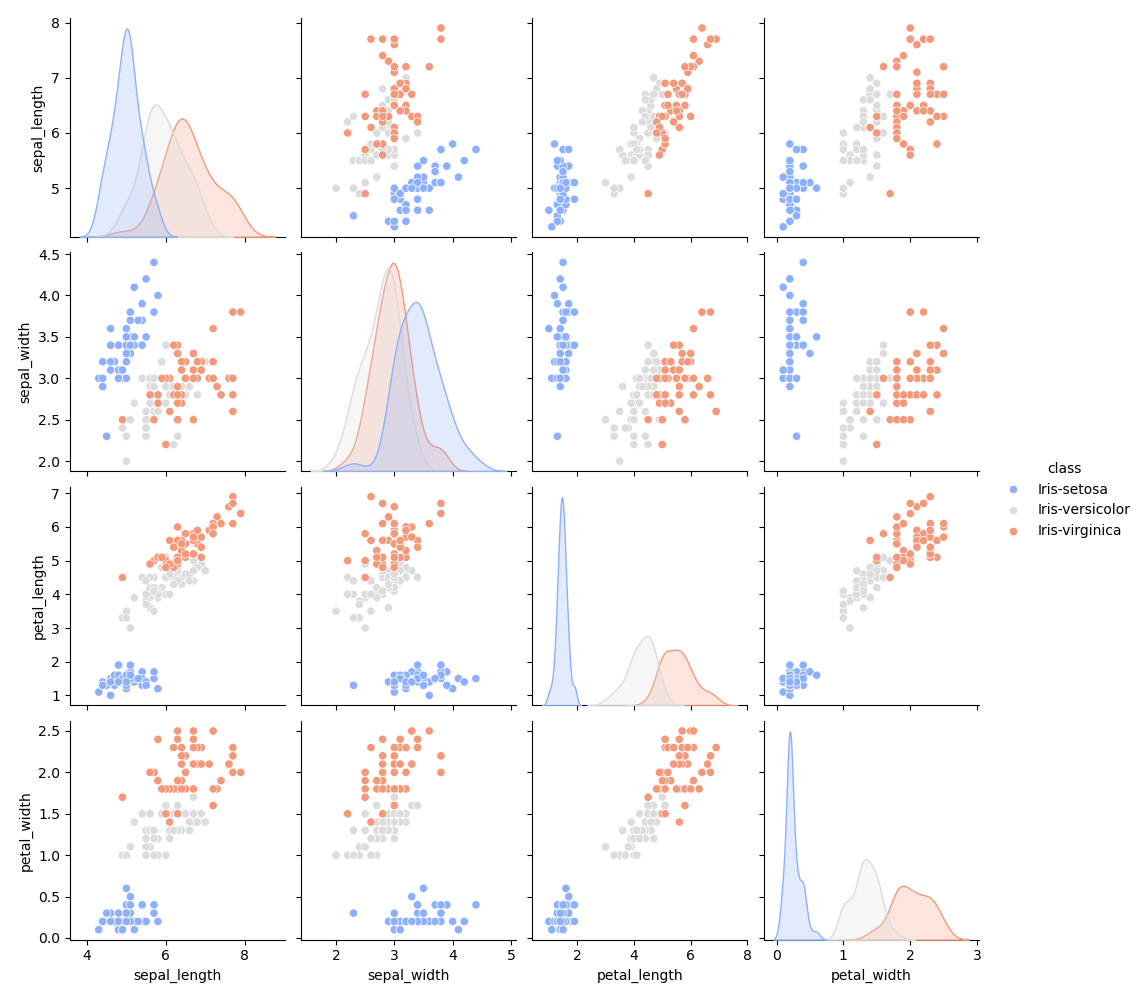 8
7
6
5
sepal_length
4.5
4.0
3.5
3.0
2.5
2.0
sepal_width
class
Iris-setosa
Iris-versicolor
Iris-virginica
7
6
5
4
3
2
1
petal_length
2.5
2.0
1.5
1.0
0.5
0.0
petal_width
4 6 8
sepal_length
2 3 4 5
sepal_width
2 4 6 8
petal_length
0 1 2 3
petal_width